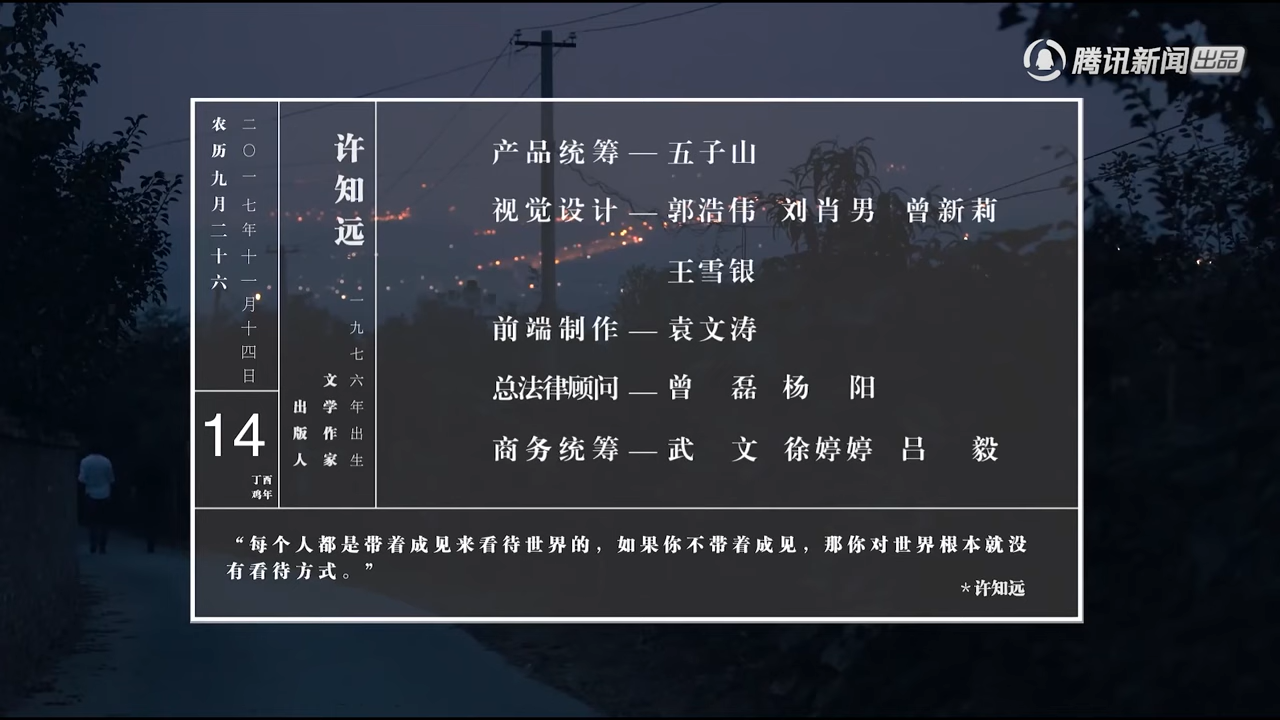 腾讯新闻出品
二〇一七年十一月十四日
农历九月二十六
14
丁酉
鸡年
许知远
一九七六年出生
文学作家
出版人
产品统筹—五子山
视觉设计—郭浩伟 刘肖男 曾新莉
王雪银
前端制作—袁文涛
总法律顾问—曾 磊 杨 阳
商务统筹—武 文 徐婷婷 吕 毅
“每个人都是带着成见来看待世界的，如果你不带着成见，那你对世界根本就没
有看待方式。”
*许知远